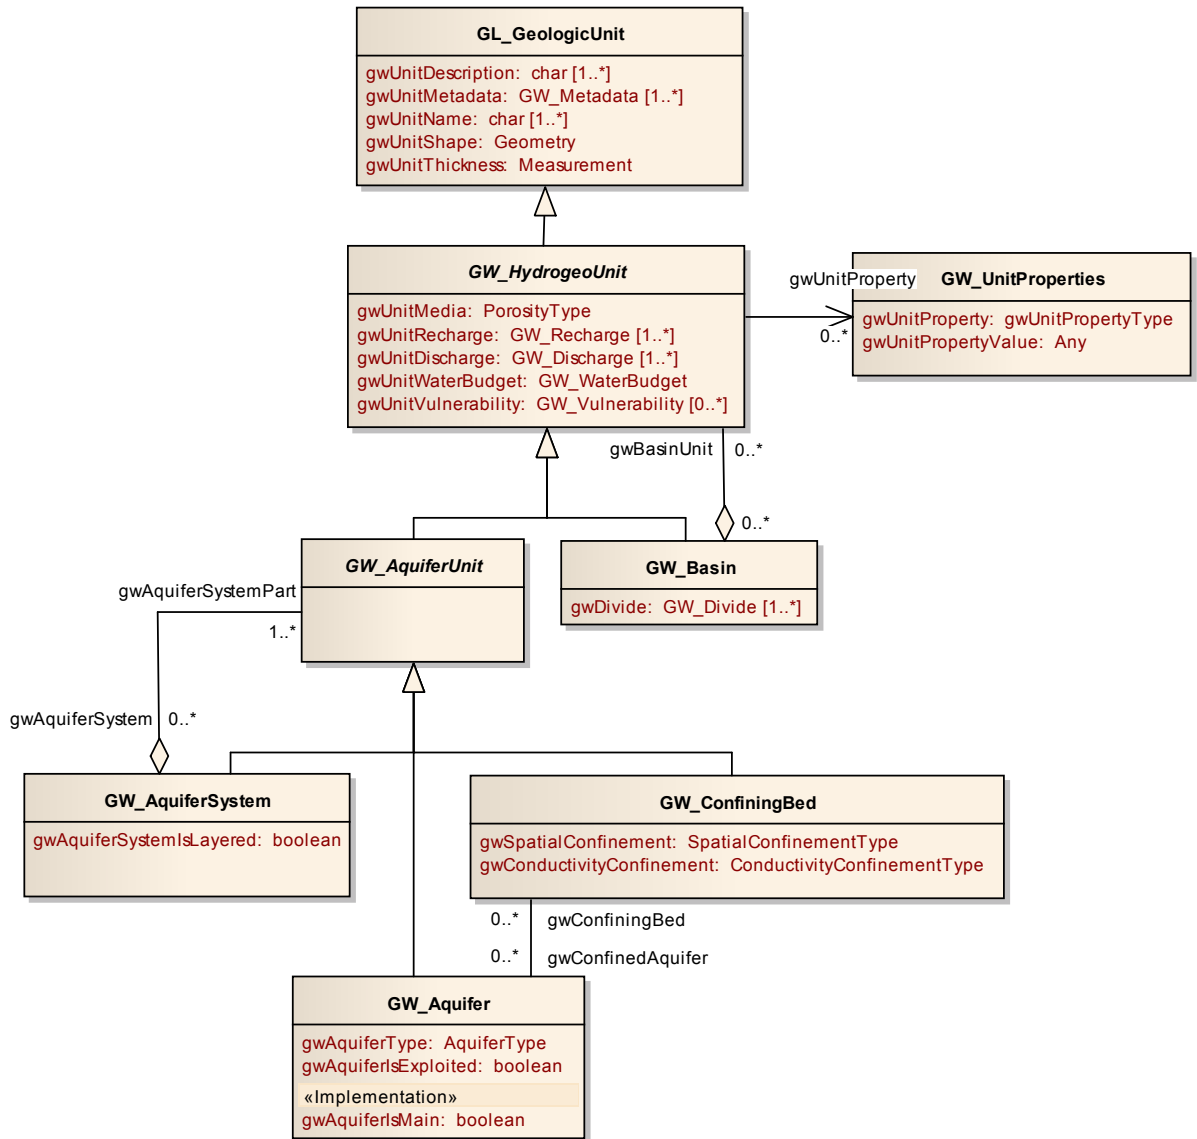 GL_GeologicUnit
gwUnitDescription: char [1..*]
gwUnitMetadata: GW_Metadata [1..*]
gwUnitName: char [1..*]
gwUnitShape: Geometry
gwUnitThickness: Measurement
GW_HydrogeoUnit
gwUnitMedia: PorosityType
gwUnitRecharge: GW_Recharge [1..*]
gwUnitDischarge: GW_Discharge [1..*]
gwUnitWaterBudget: GW_WaterBudget
gwUnitVulnerability: GW_Vulnerability [0..*]
gwUnitProperty
0..*
GW_UnitProperties
gwUnitProperty: gwUnitPropertyType
gwUnitPropertyValue: Any
gwBasinUnit
0..*
0..*
GW_AquiferUnit
GW_Basin
gwDivide: GW_Divide [1..*]
gwAquiferSystemPart
1..*
gwAquiferSystem
0..*
GW_AquiferSystem
gwAquiferSystemIsLayered: boolean
GW_ConfiningBed
gwSpatialConfinement: SpatialConfinementType
gwConductivityConfinement: ConductivityConfinementType
0..*
gwConfiningBed
0..*
gwConfinedAquifer
GW_Aquifer
gwAquiferType: AquiferType
gwAquiferIsExploited: boolean
«Implementation»
gwAquiferIsMain: boolean